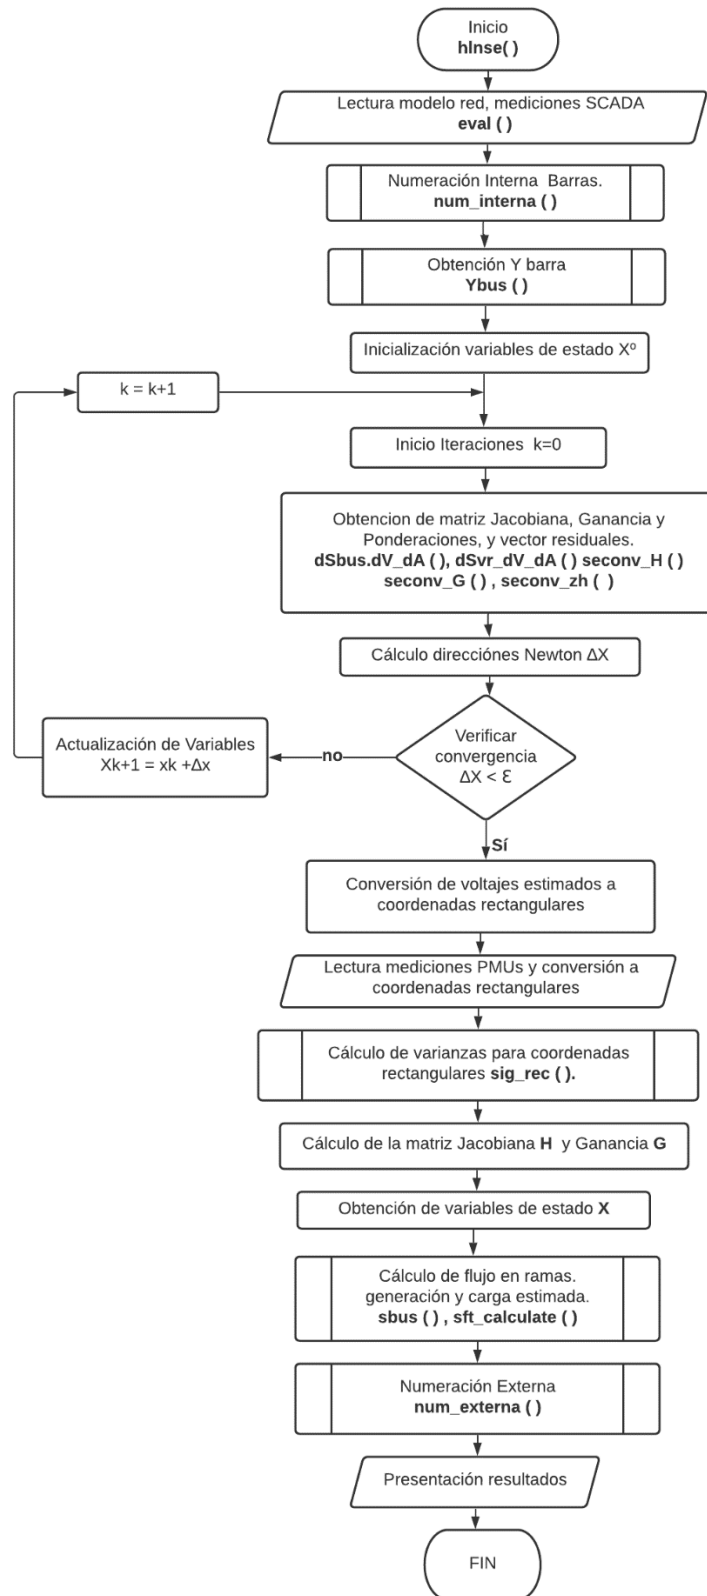 Inicio
hlnse( )
Lectura modelo red, mediciones SCADA
eval ( )
Numeración Interna Barras.
num_interna ( )
Obtención Y barra
Ybus ( )
Inicialización variables de estado Xº
k = k+1
Inicio Iteraciones k=0
Obtencion de matriz Jacobiana, Ganancia y
Ponderaciones, y vector residuales.
dSbus.dV_dA ( ), dSvr_dV_dA ( ) seconv_H ( )
seconv_G ( ) , seconv_zh ( )
Cálculo direcciónes Newton ΔX
Verificar
convergencia
ΔX < Ɛ
no
Actualización de Variables
Xk+1 = xk +Δx
Sí
Conversión de voltajes estimados a
coordenadas rectangulares
Lectura mediciones PMUs y conversión a
coordenadas rectangulares
Cálculo de varianzas para coordenadas
rectangulares sig_rec ( ).
Cálculo de la matriz Jacobiana H y Ganancia G
Obtención de variables de estado X
Cálculo de flujo en ramas.
generación y carga estimada.
sbus ( ) , sft_calculate ( )
Numeración Externa
num_externa ( )
Presentación resultados
FIN